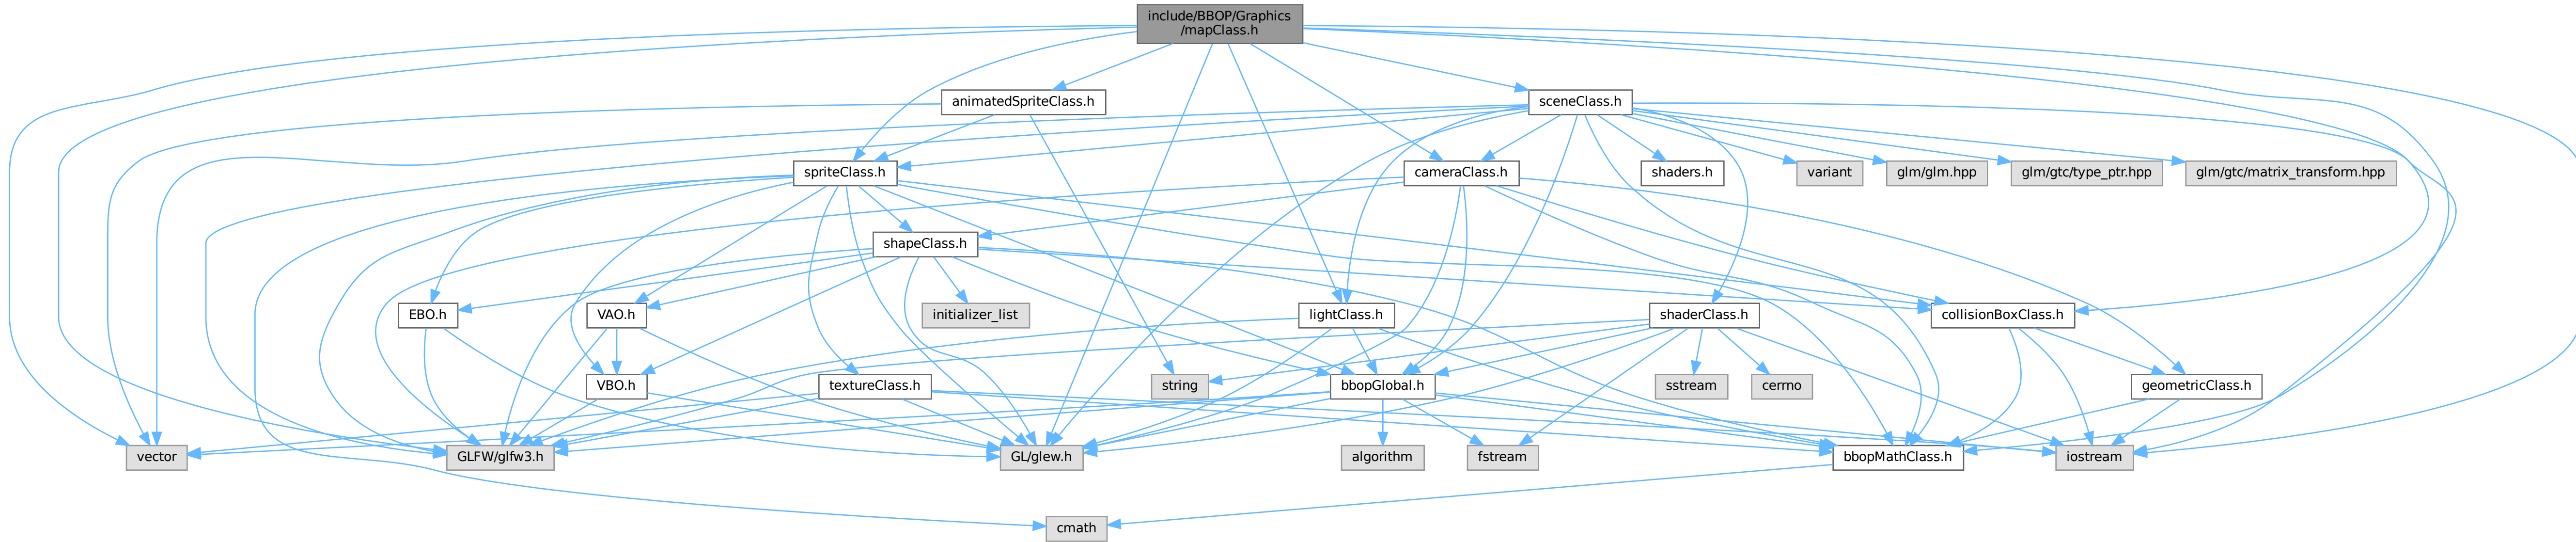 include/BBOP/Graphics
/mapClass.h
animatedSpriteClass.h
sceneClass.h
spriteClass.h
cameraClass.h
shaders.h
variant
glm/glm.hpp
glm/gtc/type_ptr.hpp
glm/gtc/matrix_transform.hpp
shapeClass.h
EBO.h
VAO.h
initializer_list
lightClass.h
shaderClass.h
collisionBoxClass.h
VBO.h
textureClass.h
string
bbopGlobal.h
sstream
cerrno
geometricClass.h
vector
GLFW/glfw3.h
GL/glew.h
algorithm
fstream
bbopMathClass.h
iostream
cmath